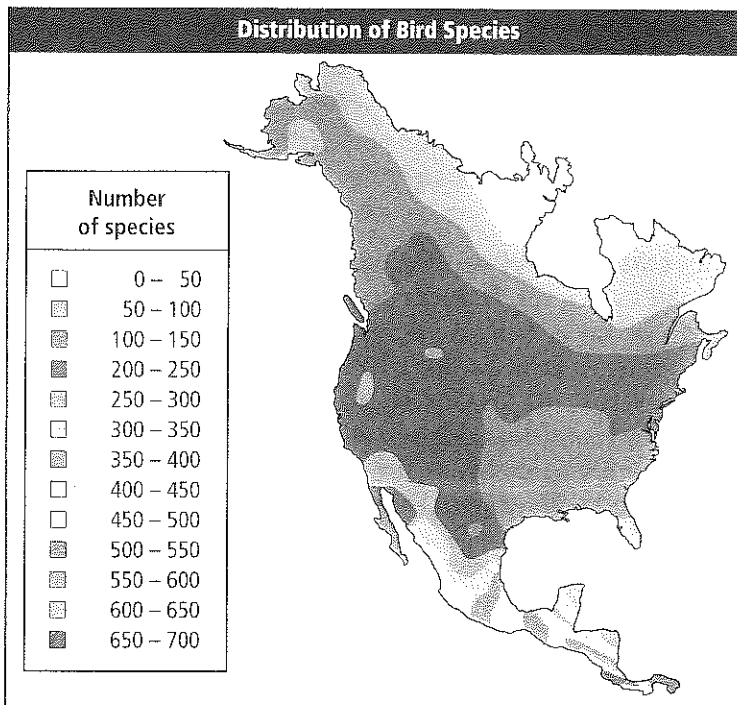 Distribution of Bird Species
Number
of species
0 – 50
50 – 100
100 – 150
200 – 250
250 – 300
300 – 350
350 – 400
400 – 450
450 – 500
500 – 550
550 – 600
600 – 650
650 – 700